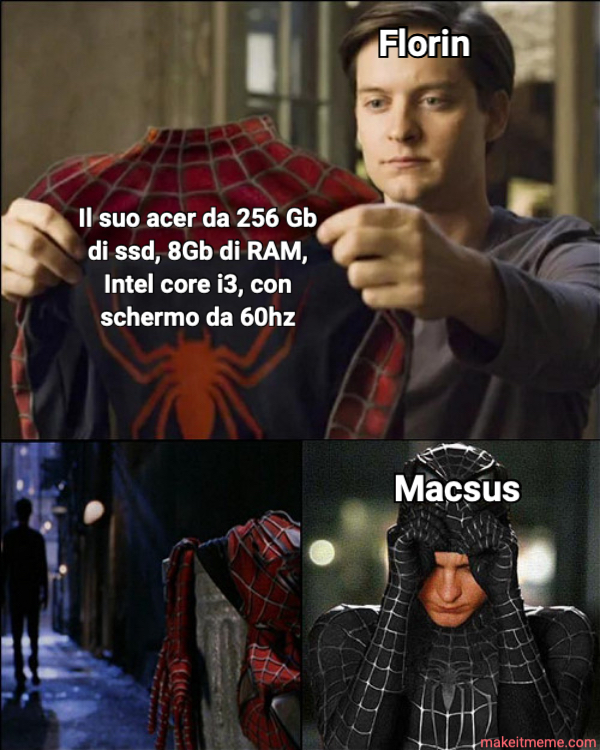 Florin
Il suo acer da 256 Gb
di ssd, 8Gb di RAM,
Intel core i3, con
schermo da 60hz
Macsus
makeitmeme.com